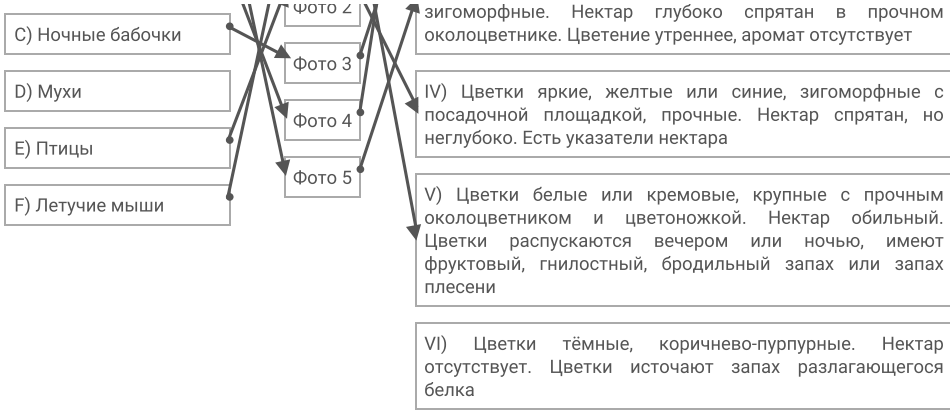 C) Ночные бабочки
D) Мухи
E) Птицы
F) Летучие мыши
Фото 2
Фото 3
Фото 4
Фото 5
зигоморфные. Нектар глубоко спрятан в прочном
околоцветнике. Цветение утреннее, аромат отсутствует
IV) Цветки яркие, желтые или синие, зигоморфные с
посадочной площадкой, прочные. Нектар спрятан, но
неглубоко. Есть указатели нектара
V) Цветки белые или кремовые, крупные с прочным
околоцветником и цветоножкой. Нектар обильный.
Цветки распускаются вечером или ночью, имеют
фруктовый, гнилостный, бродильный запах или запах
плесени
VI) Цветки тёмные, коричнево-пурпурные. Нектар
отсутствует. Цветки источают запах разлагающегося
белка